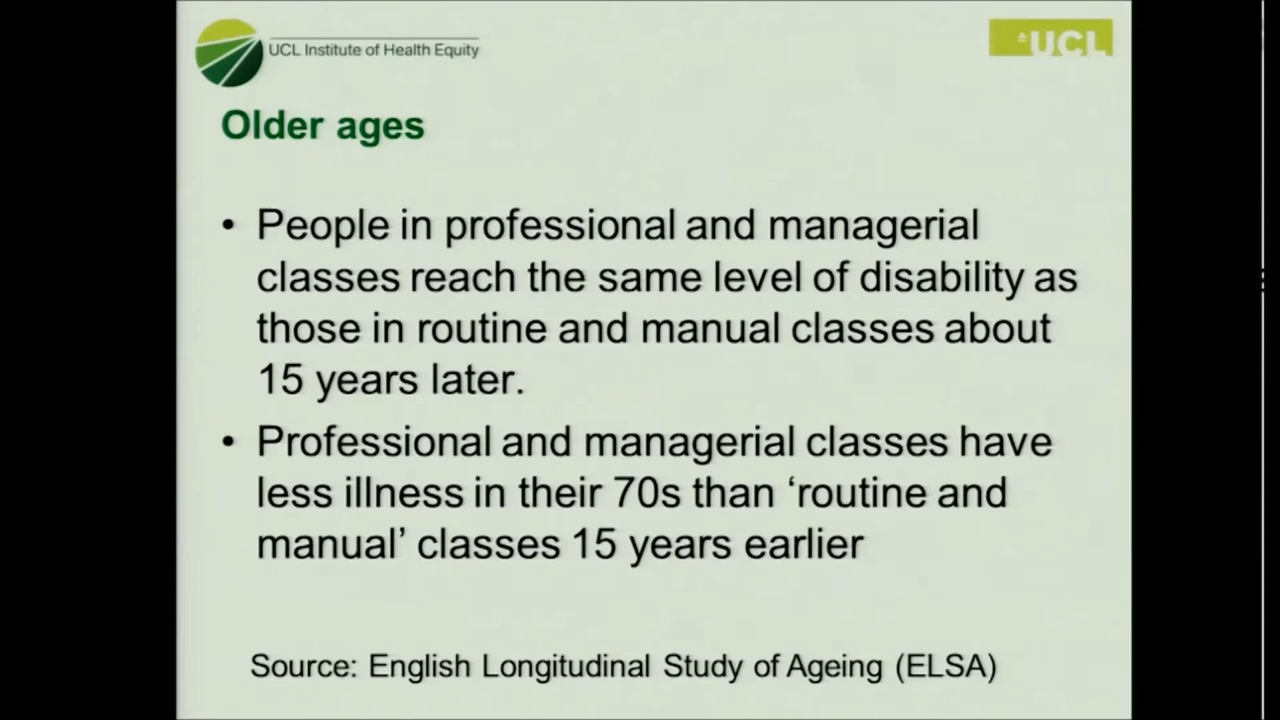 UCL Institute of Health Equity
UCL
Older ages
• People in professional and managerial
classes reach the same level of disability as
those in routine and manual classes about
15 years later.
• Professional and managerial classes have
less illness in their 70s than ‘routine and
manual’ classes 15 years earlier
Source: English Longitudinal Study of Ageing (ELSA)